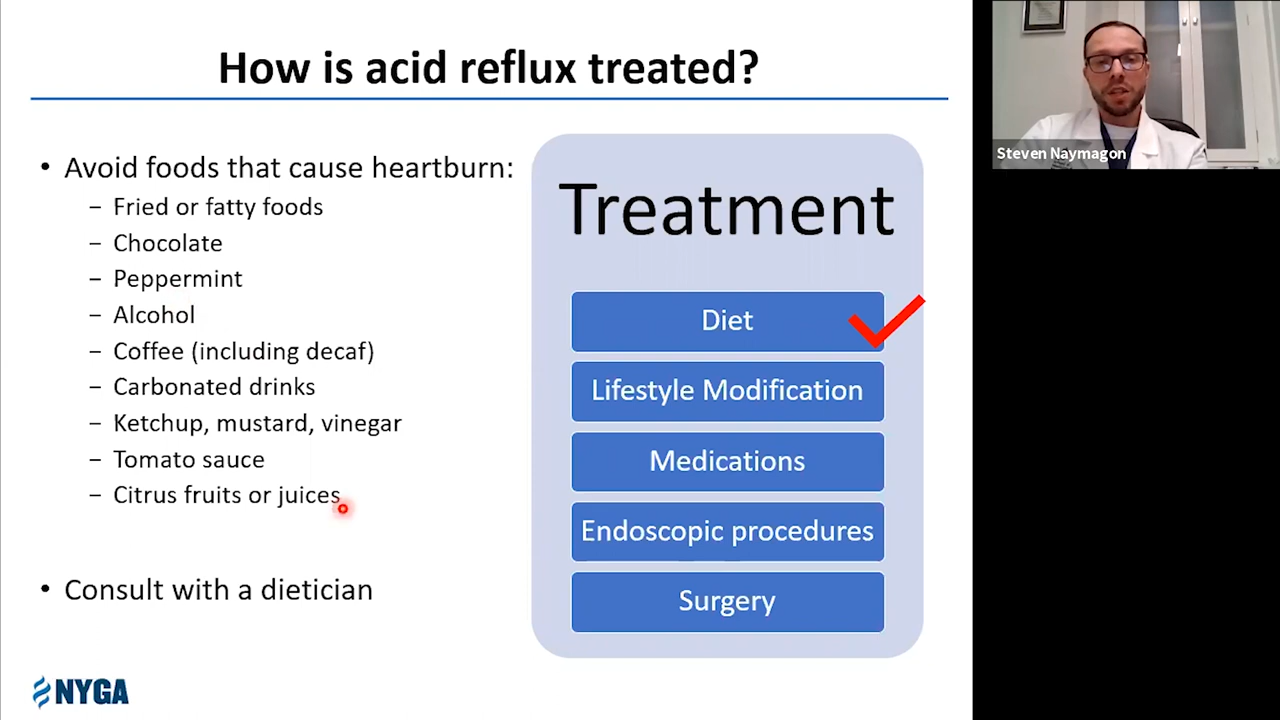 How is acid reflux treated?
• Avoid foods that cause heartburn:
– Fried or fatty foods
– Chocolate
– Peppermint
– Alcohol
– Coffee (including decaf)
– Carbonated drinks
– Ketchup, mustard, vinegar
– Tomato sauce
– Citrus fruits or juices
• Consult with a dietician
Treatment
Diet
Lifestyle Modification
Medications
Endoscopic procedures
Surgery
NYGA
Steven Naymagon